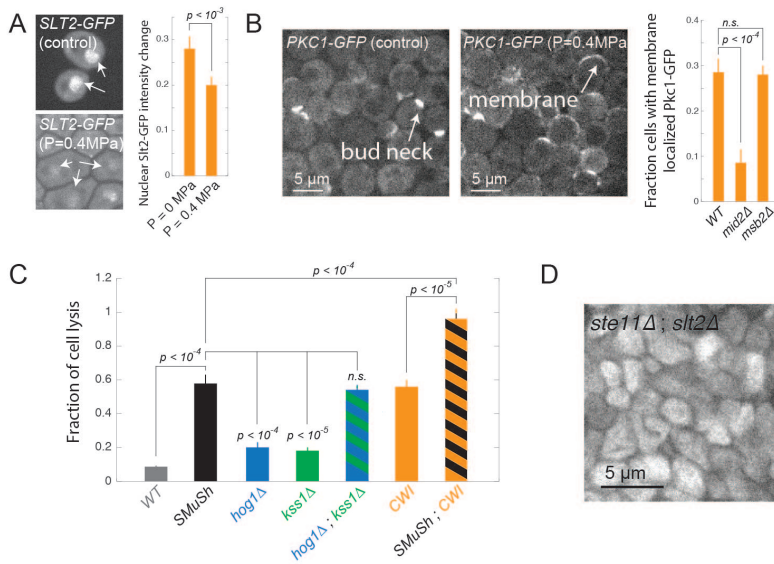 A
SLT2-GFP
(control)
SLT2-GFP
(P=0.4MPa)
p < 10⁻³
Nuclear Slt2-GFP intensity change
0.3
0.2
0.1
0
P = 0 MPa
P = 0.4 MPa
B
PKC1-GFP (control)
bud neck
5 μm
PKC1-GFP (P=0.4MPa)
membrane
5 μm
n.s.
p < 10⁻⁴
Fraction cells with membrane
localized Pkc1-GFP
0.4
0.3
0.2
0.1
0
WT
mid2Δ
msb2Δ
C
Fraction of cell lysis
1.2
1
0.8
0.6
0.4
0.2
0
p < 10⁻⁴
p < 10⁻⁵
p < 10⁻⁴
n.s.
p < 10⁻⁴
p < 10⁻⁵
WT
SMuSh
hog1Δ
kss1Δ
hog1Δ ; kss1Δ
CWI
SMuSh ; CWI
D
ste11Δ ; slt2Δ
5 μm